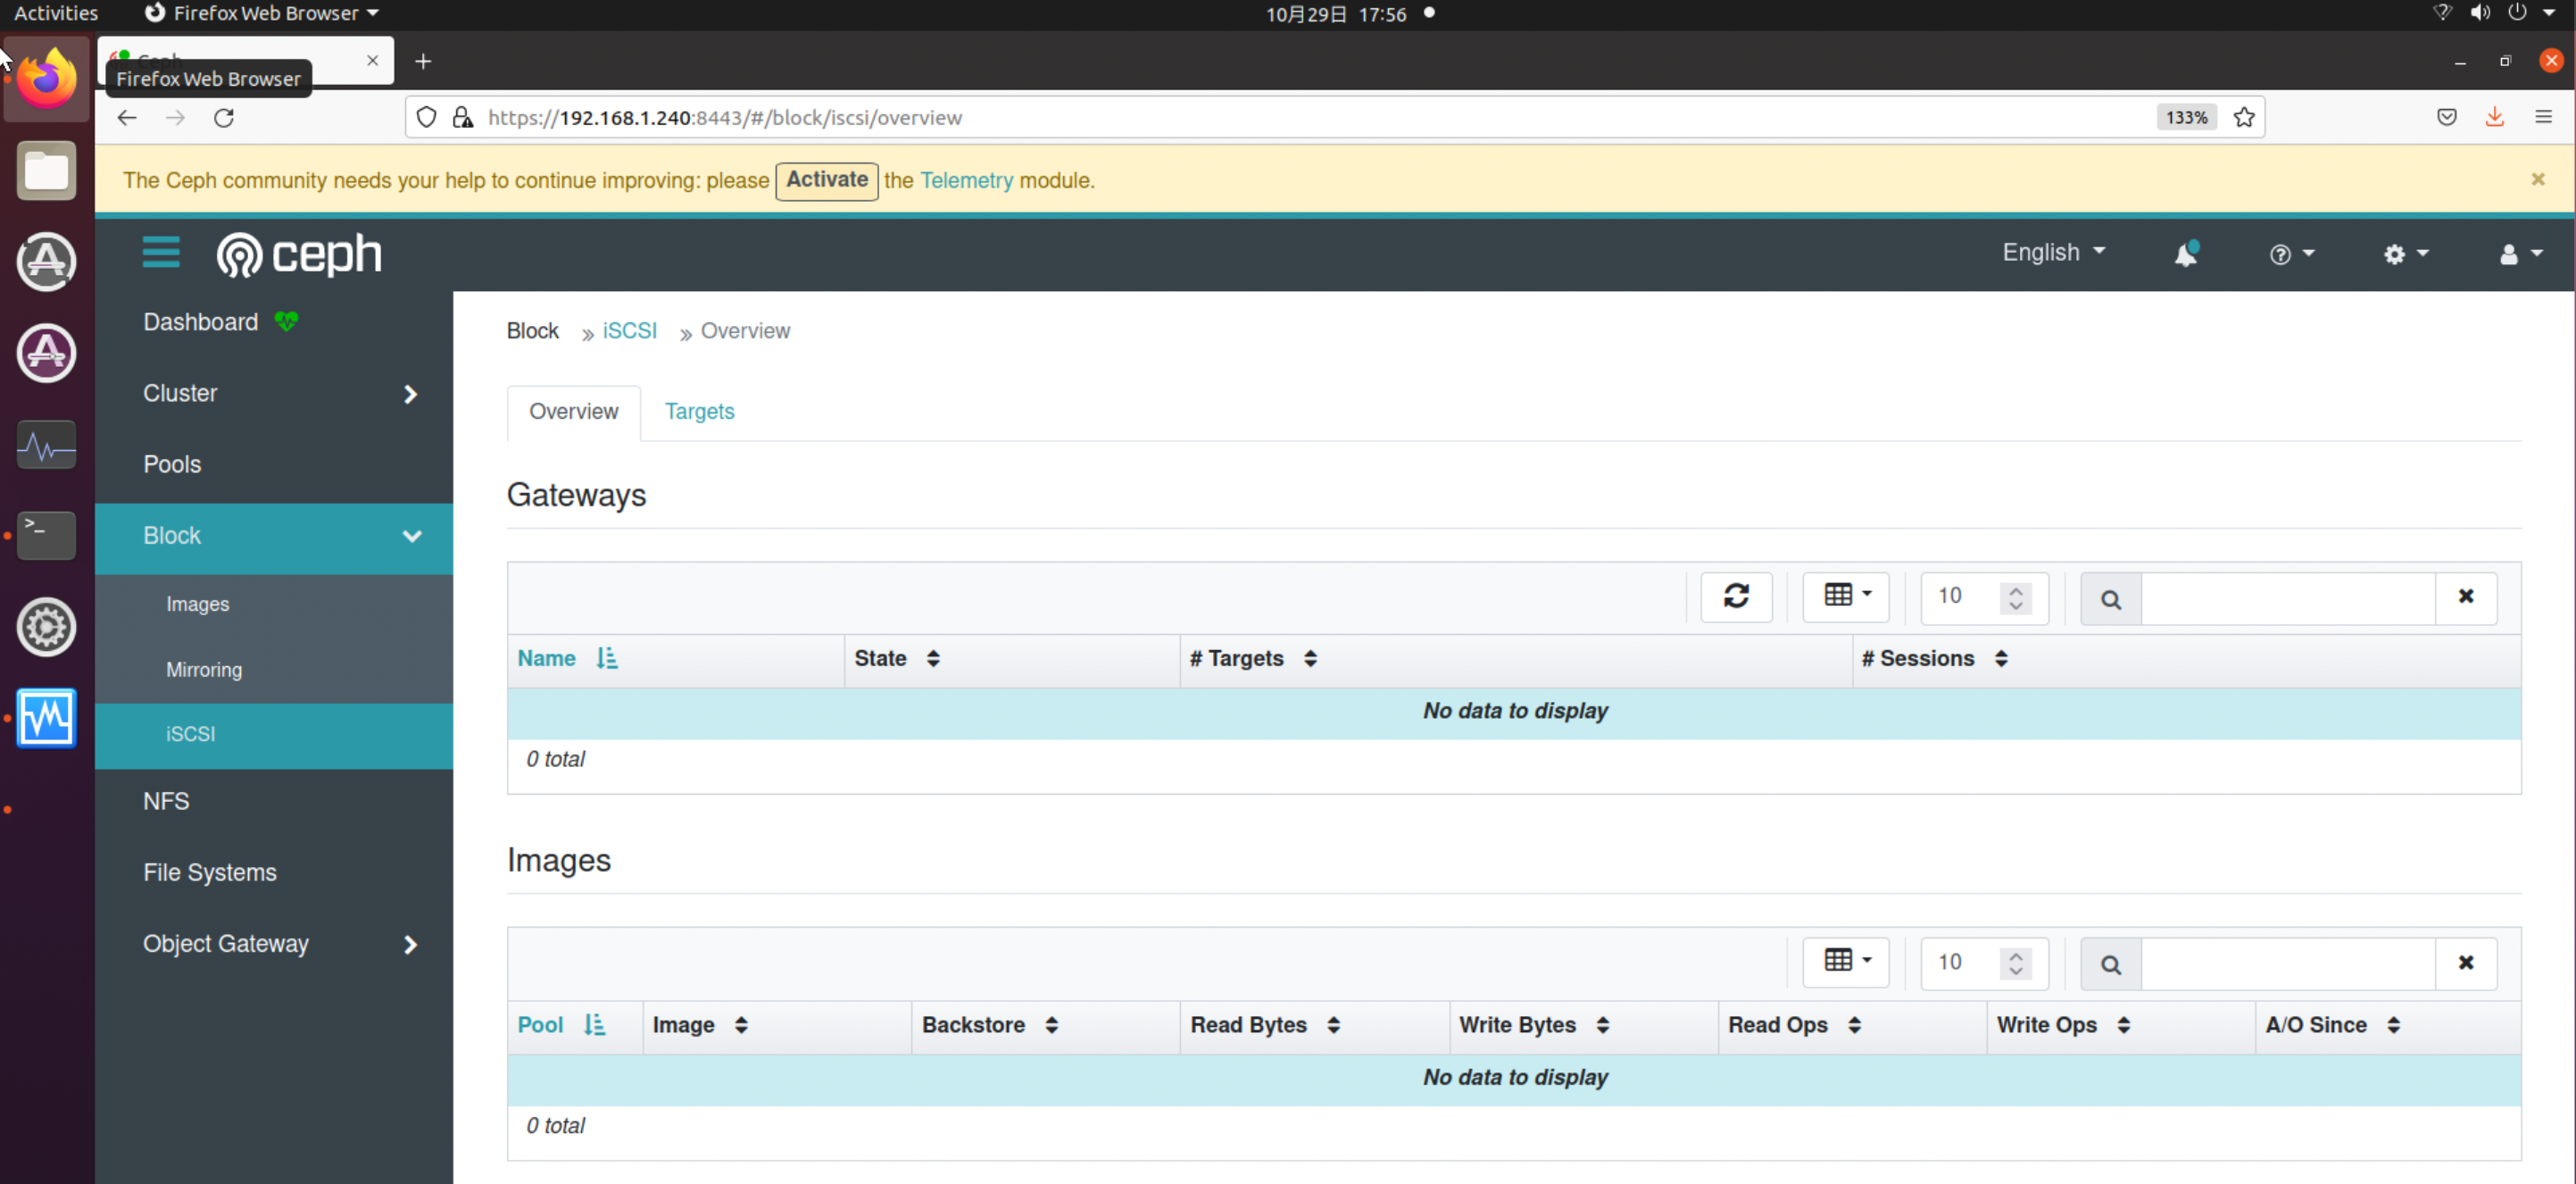 Activities Firefox Web Browser 10月29日 17:56
Ceph
Firefox Web Browser
https://192.168.1.240:8443/#/block/iscsi/overview 133%
The Ceph community needs your help to continue improving: please Activate the Telemetry module.
ceph English
Dashboard
Cluster
Pools
Block
Images
Mirroring
iSCSI
NFS
File Systems
Object Gateway
Block » iSCSI » Overview
Overview Targets
Gateways
10
Name State # Targets # Sessions
No data to display
0 total
Images
10
Pool Image Backstore Read Bytes Write Bytes Read Ops Write Ops A/O Since
No data to display
0 total